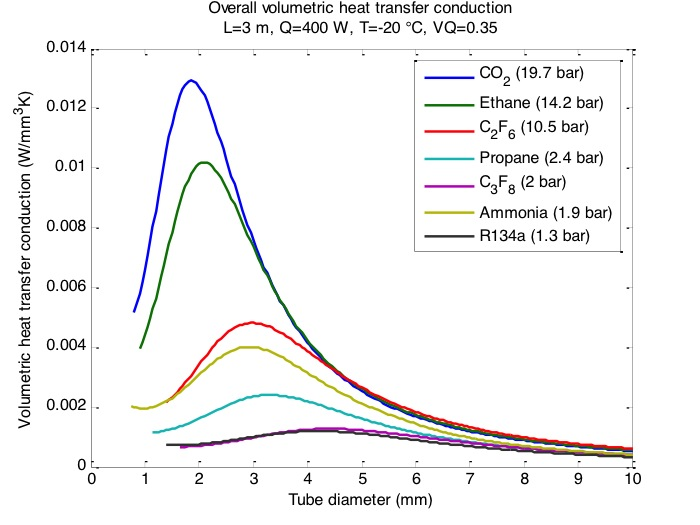 Overall volumetric heat transfer conduction
L=3 m, Q=400 W, T=-20 °C, VQ=0.35
Volumetric heat transfer conduction (W/mm³K)
0.014
0.012
0.01
0.008
0.006
0.004
0.002
0
CO₂ (19.7 bar)
Ethane (14.2 bar)
C₂F₆ (10.5 bar)
Propane (2.4 bar)
C₃F₈ (2 bar)
Ammonia (1.9 bar)
R134a (1.3 bar)
0 1 2 3 4 5 6 7 8 9 10
Tube diameter (mm)